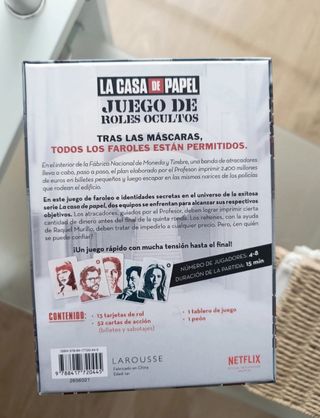 LA CASA DE PAPEL
JUEGO DE
ROLES OCULTOS
TRAS LAS MÁSCARAS,
TODOS LOS FAROLES ESTÁN PERMITIDOS.
En el interior de la Fábrica Nacional de Moneda y Timbre, una banda de atracadores
lleva a cabo, paso a paso, el plan elaborado por el Profesor: imprimir 2.400 millones
de euros en billetes pequeños y luego escapar en las mismas narices de los policías
que rodean el edificio.
En este juego de faroleo e identidades secretas en el universo de la exitosa
serie La casa de papel, dos equipos se enfrentan para alcanzar sus respectivos
objetivos. Los atracadores, guiados por el Profesor, deben lograr imprimir cierta
cantidad de dinero antes del final de la quinta ronda. Los rehenes, con la ayuda
de Raquel Murillo, deben tratar de impedirlo a cualquier precio. Pero, ¿en quién
se puede confiar?
¡Un juego rápido con mucha tensión hasta el final!
NÚMERO DE JUGADORES: 4-8
DURACIÓN DE LA PARTIDA: 15 min
CONTENIDO:
• 13 tarjetas de rol
• 52 cartas de acción
(billetes y sabotajes)
• 1 tablero de juego
• 1 peón
9 788417 720445
2656021
LAROUSSE
Fabricado en China
NETFLIX